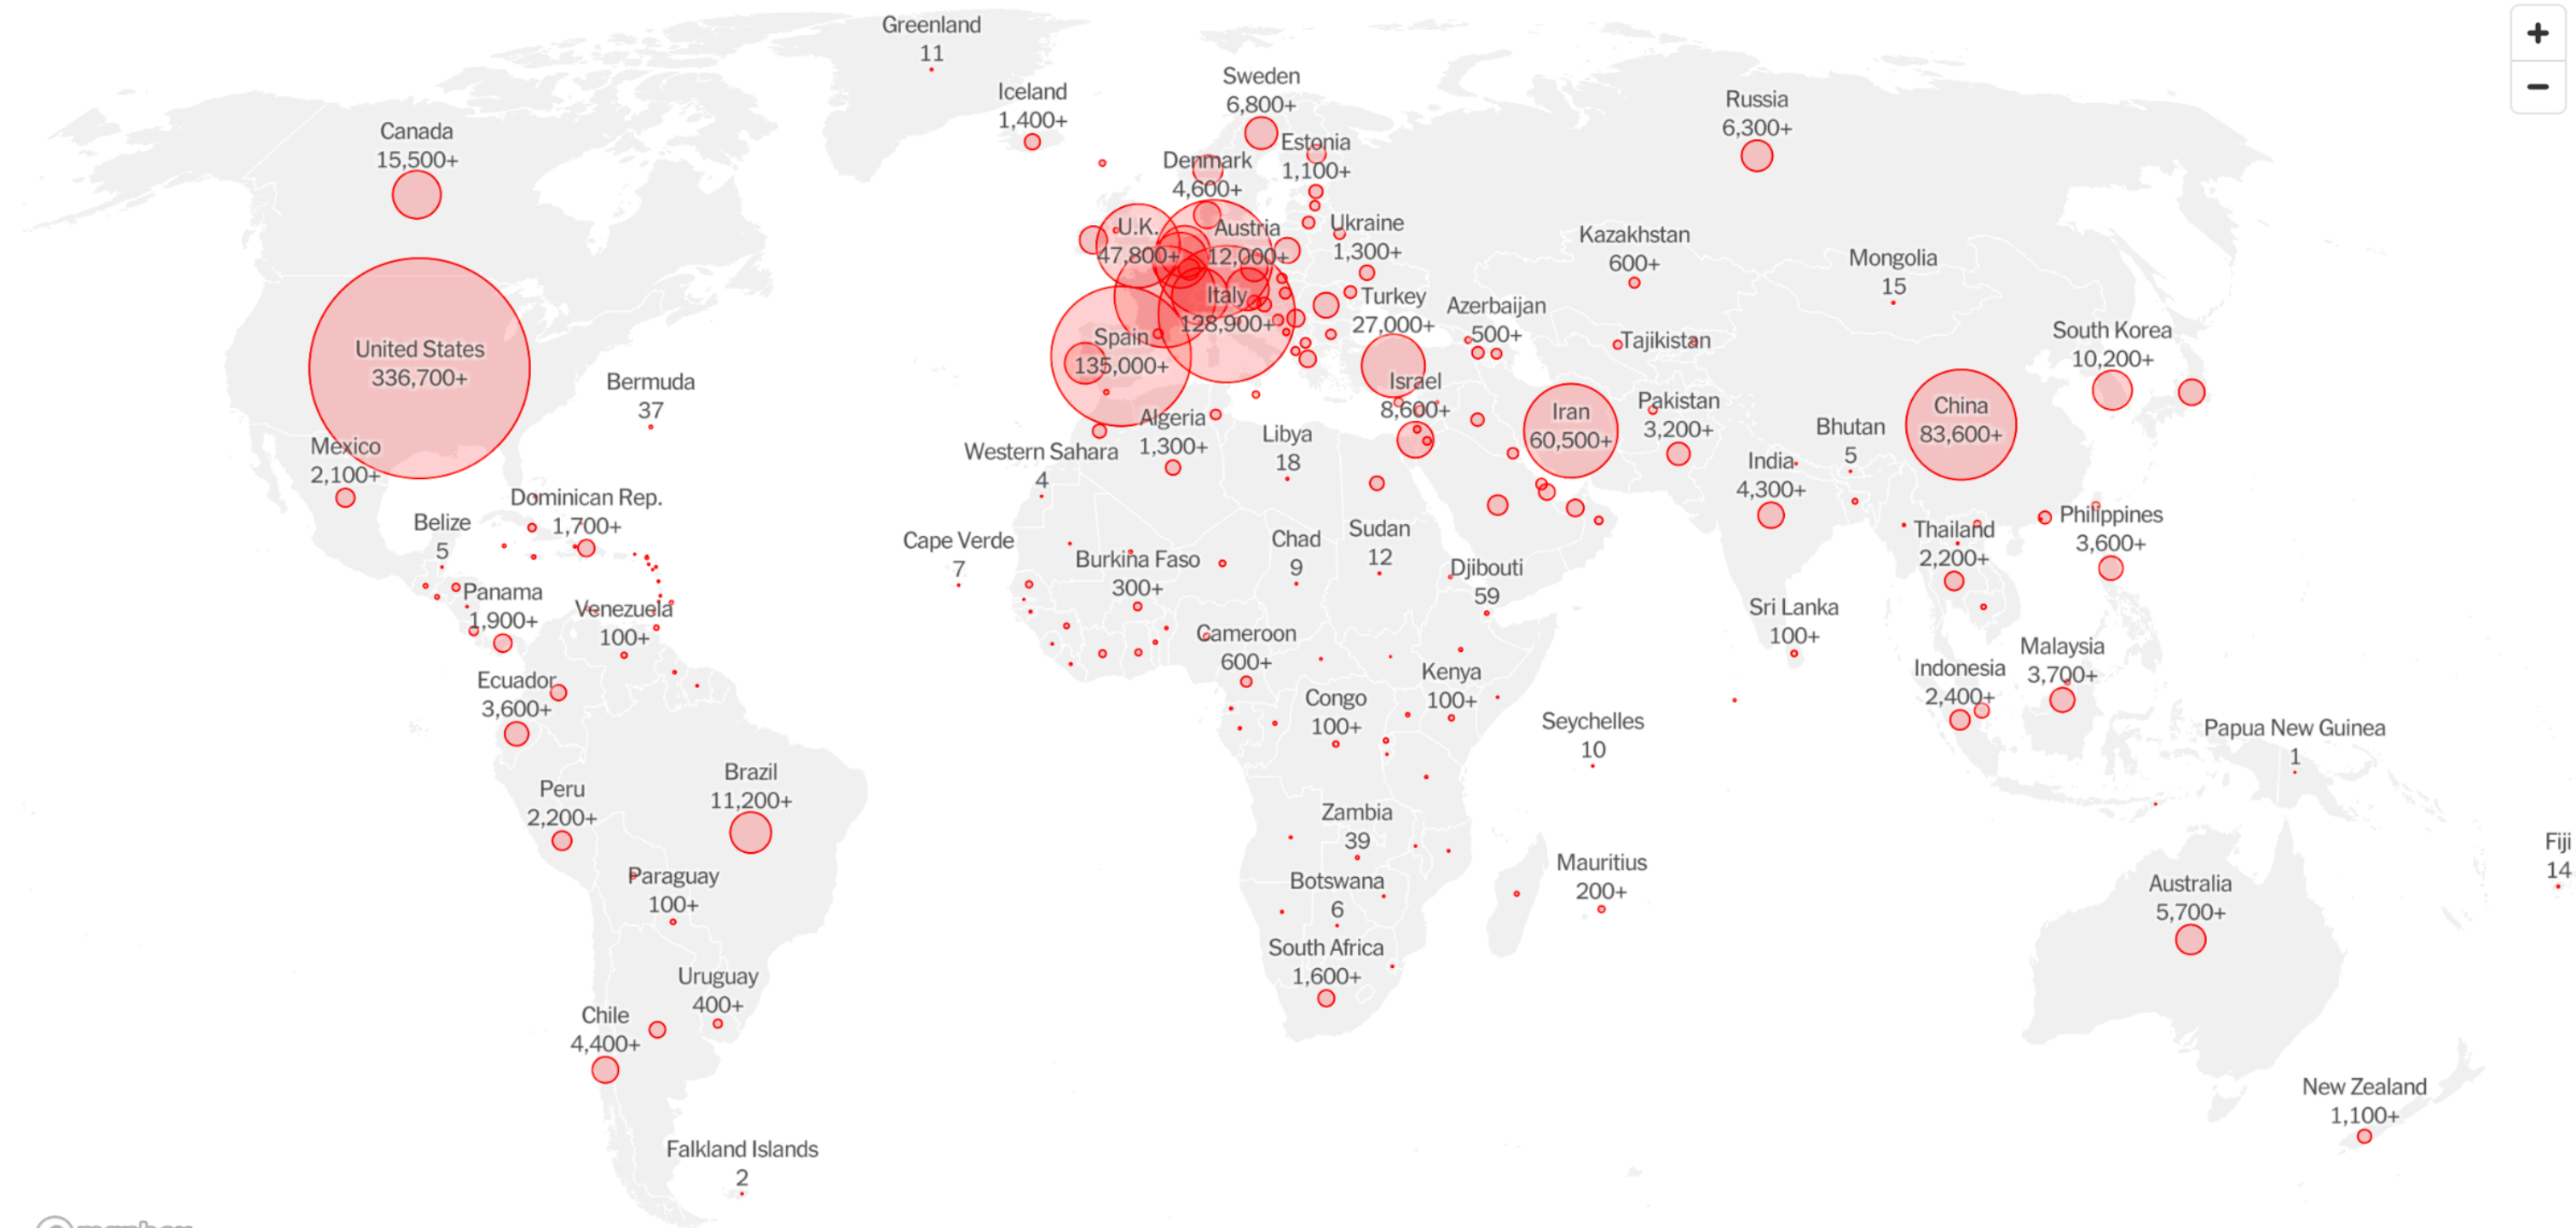 Greenland
11
+
−
Sweden
6,800+
Iceland
1,400+
Russia
6,300+
Canada
15,500+
Estonia
1,100+
Denmark
4,600+
U.K.
47,800+
Austria
12,000+
Ukraine
1,300+
Kazakhstan
600+
Mongolia
15
Italy
128,900+
Turkey
27,000+
Azerbaijan
500+
Tajikistan
South Korea
10,200+
Spain
135,000+
United States
336,700+
Bermuda
37
Israel
8,600+
Iran
60,500+
Pakistan
3,200+
China
83,600+
Bhutan
5
Mexico
2,100+
Western Sahara
4
Algeria
1,300+
Libya
18
India
4,300+
Dominican Rep.
1,700+
Belize
5
Cape Verde
7
Burkina Faso
300+
Chad
9
Sudan
12
Djibouti
59
Thailand
2,200+
Philippines
3,600+
Panama
1,900+
Venezuela
100+
Cameroon
600+
Sri Lanka
100+
Malaysia
3,700+
Indonesia
2,400+
Ecuador
3,600+
Congo
100+
Kenya
100+
Seychelles
10
Papua New Guinea
1
Peru
2,200+
Brazil
11,200+
Zambia
39
Mauritius
200+
Fiji
14
Paraguay
100+
Botswana
6
Australia
5,700+
South Africa
1,600+
Uruguay
400+
Chile
4,400+
New Zealand
1,100+
Falkland Islands
2